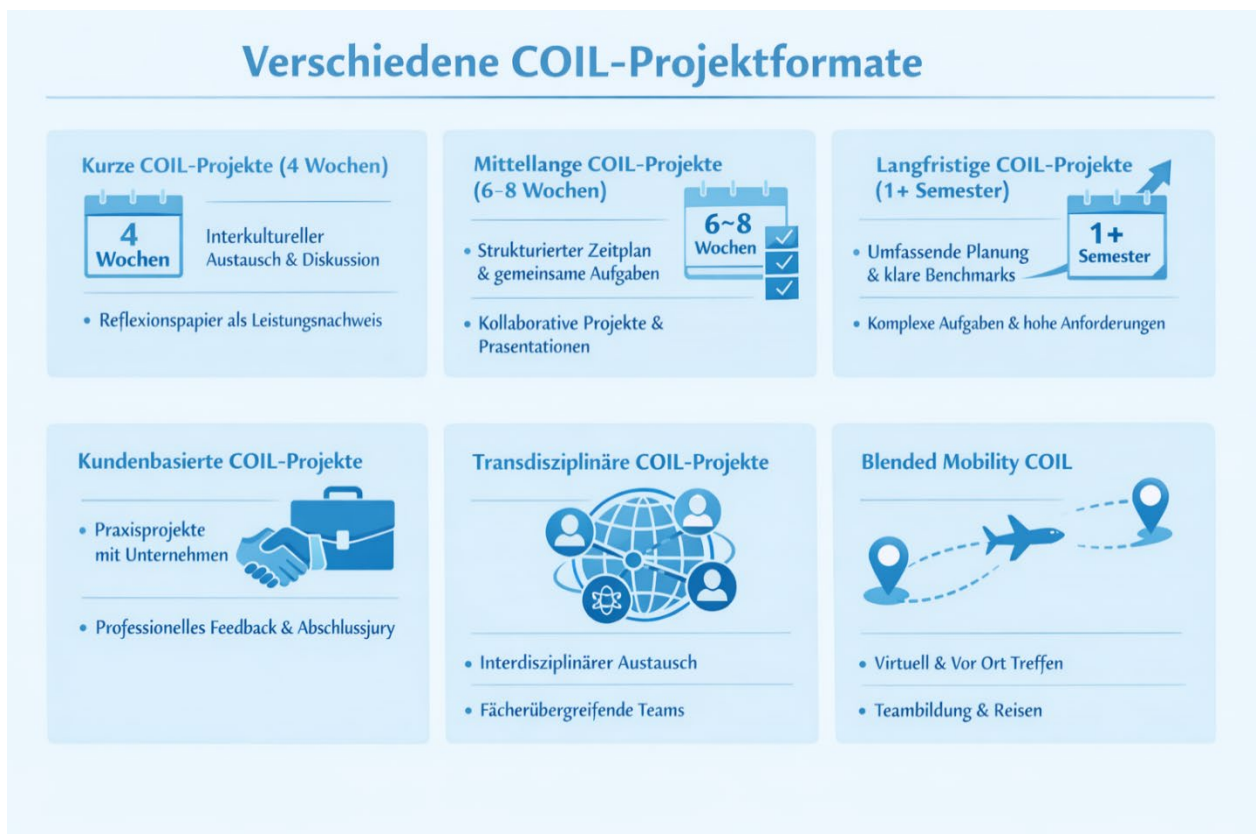 Verschiedene COIL-Projektformate
Kurze COIL-Projekte (4 Wochen)
4
Wochen
Interkultureller
Austausch & Diskussion
• Reflexionspapier als Leistungsnachweis
Mittellange COIL-Projekte
(6-8 Wochen)
6~8
Wochen
• Strukturierter Zeitplan
& gemeinsame Aufgaben
• Kollaborative Projekte &
Prasentationen
Langfristige COIL-Projekte
(1+ Semester)
1+
Semester
• Umfassende Planung
& klare Benchmarks
• Komplexe Aufgaben & hohe Anforderungen
Kundenbasierte COIL-Projekte
• Praxisprojekte
mit Unternehmen
• Professionelles Feedback & Abschlussjury
Transdisziplinäre COIL-Projekte
• Interdisziplinärer Austausch
• Fächerübergreifende Teams
Blended Mobility COIL
• Virtuell & Vor Ort Treffen
• Teambildung & Reisen